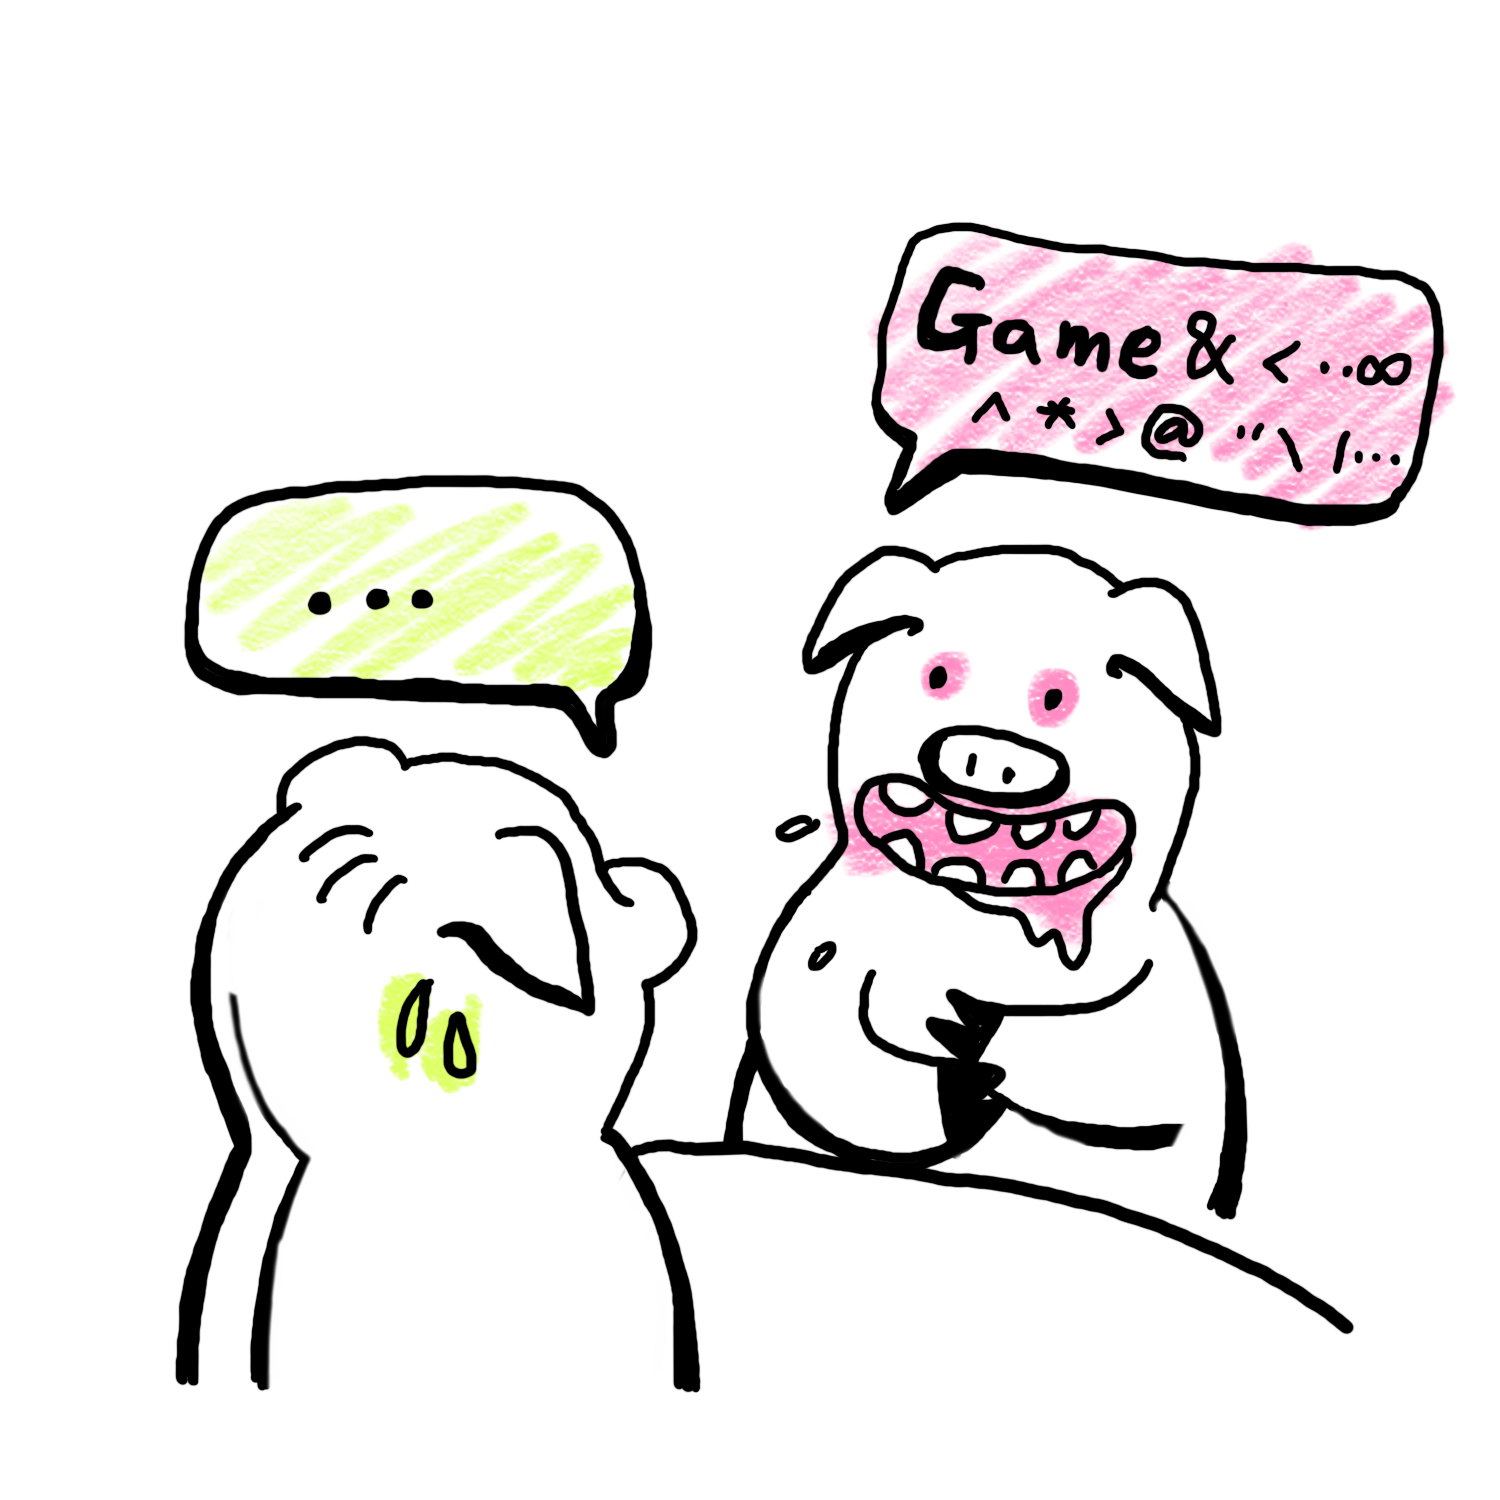 ...
Game & < ..∞
^ * > @ " \ | ...